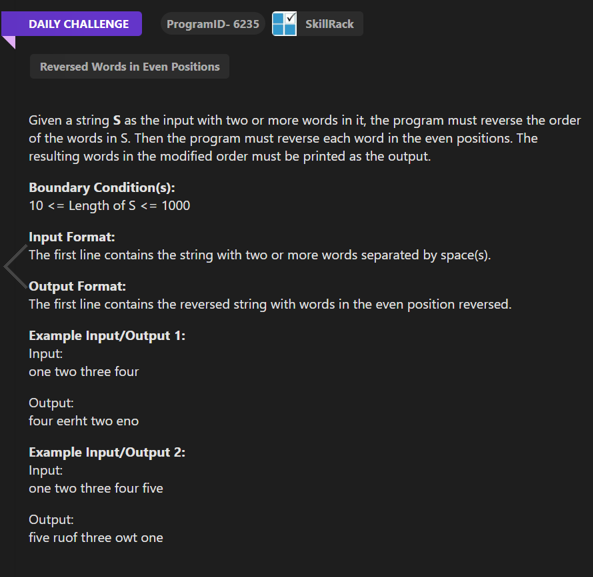 DAILY CHALLENGE
ProgramID- 6235
SkillRack
Reversed Words in Even Positions
Given a string S as the input with two or more words in it, the program must reverse the order
of the words in S. Then the program must reverse each word in the even positions. The
resulting words in the modified order must be printed as the output.
Boundary Condition(s):
10 <= Length of S <= 1000
Input Format:
The first line contains the string with two or more words separated by space(s).
Output Format:
The first line contains the reversed string with words in the even position reversed.
Example Input/Output 1:
Input:
one two three four
Output:
four eerht two eno
Example Input/Output 2:
Input:
one two three four five
Output:
five ruof three owt one